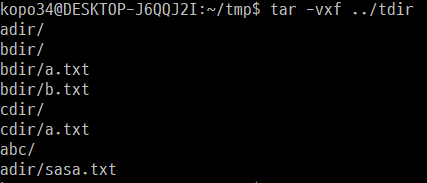 kopo34@DESKTOP-J6QQJ2I:~/tmp$ tar -vxf ../tdir
adir/
bdir/
bdir/a.txt
bdir/b.txt
cdir/
cdir/a.txt
abc/
adir/sasa.txt